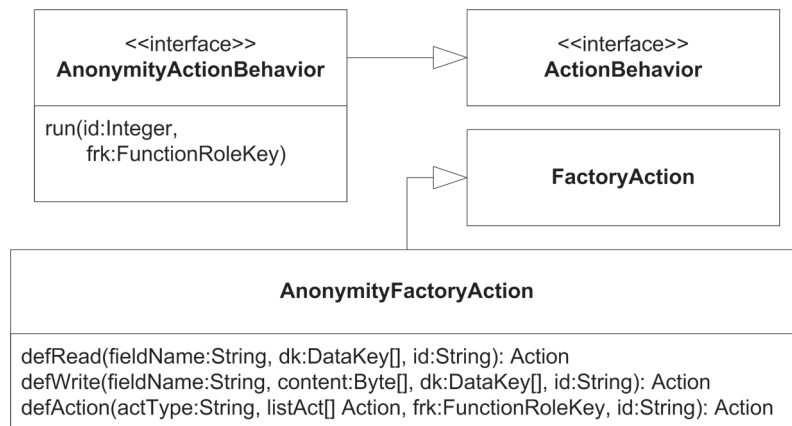 <<interface>>
AnonymityActionBehavior
run(id:Integer,
frk:FunctionRoleKey)
<<interface>>
ActionBehavior
FactoryAction
AnonymityFactoryAction
defRead(fieldName:String, dk:DataKey[], id:String): Action
defWrite(fieldName:String, content:Byte[], dk:DataKey[], id:String): Action
defAction(actType:String, listAct[] Action, frk:FunctionRoleKey, id:String): Action